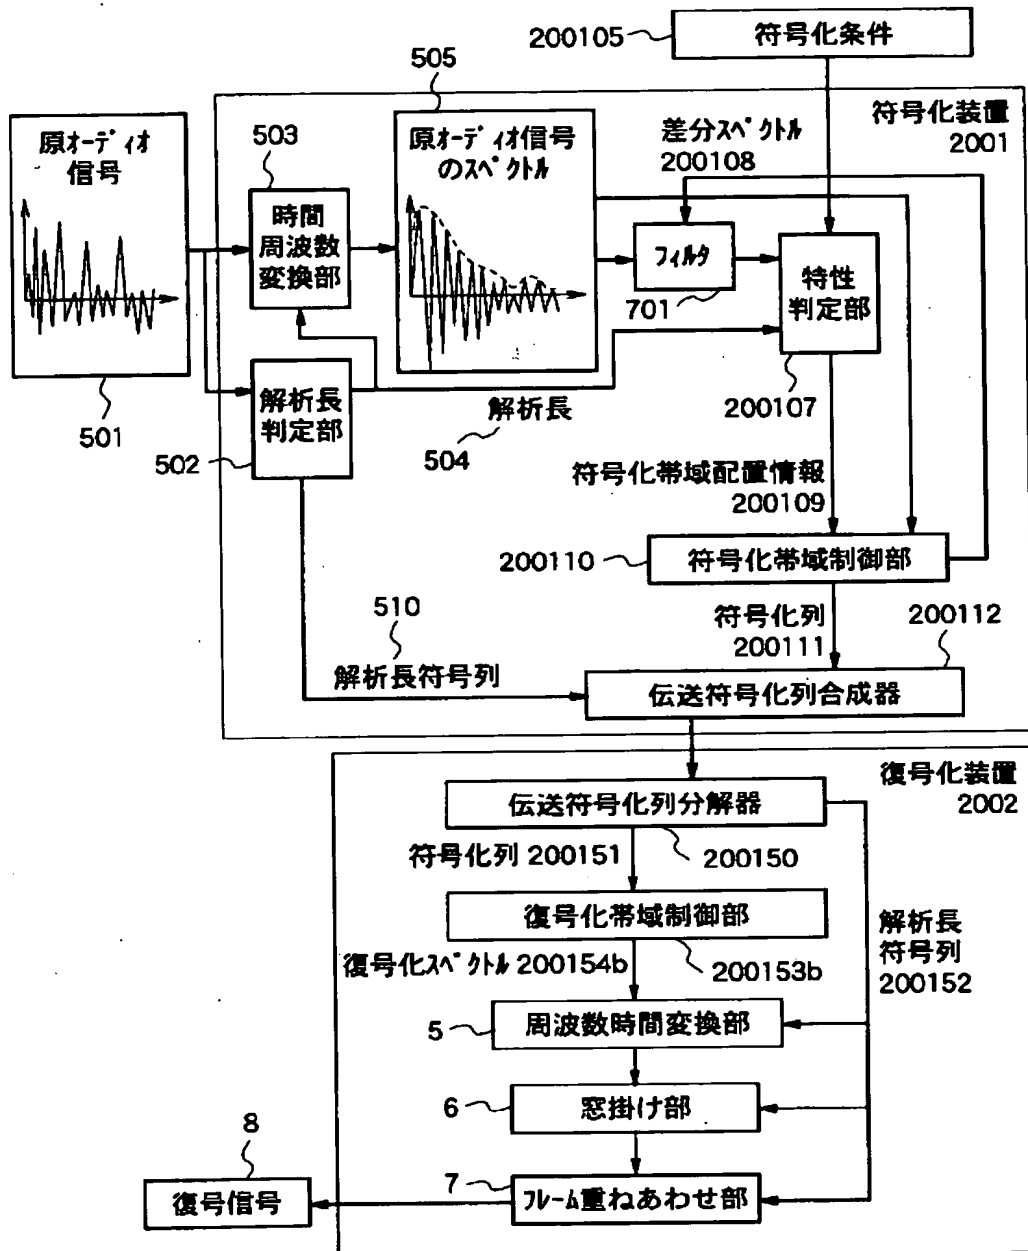 200105
符号化条件
505
符号化装置
2001
原オーディオ
信号
503
原オーディオ信号
のスペクトル
差分スペクトル
200108
時間
周波数
変換部
フィルタ
701
特性
判定部
501
解析長
判定部
502
解析長
504
200107
符号化帯域配置情報
200109
200110
符号化帯域制御部
510
符号化列
200111
200112
解析長符号列
伝送符号化列合成器
復号化装置
2002
伝送符号化列分解器
符号化列 200151
200150
復号化帯域制御部
解析長
符号列
200152
復号化スペクトル 200154b
200153b
5
周波数時間変換部
6
窓掛け部
8
7
復号信号
フレーム重ねあわせ部